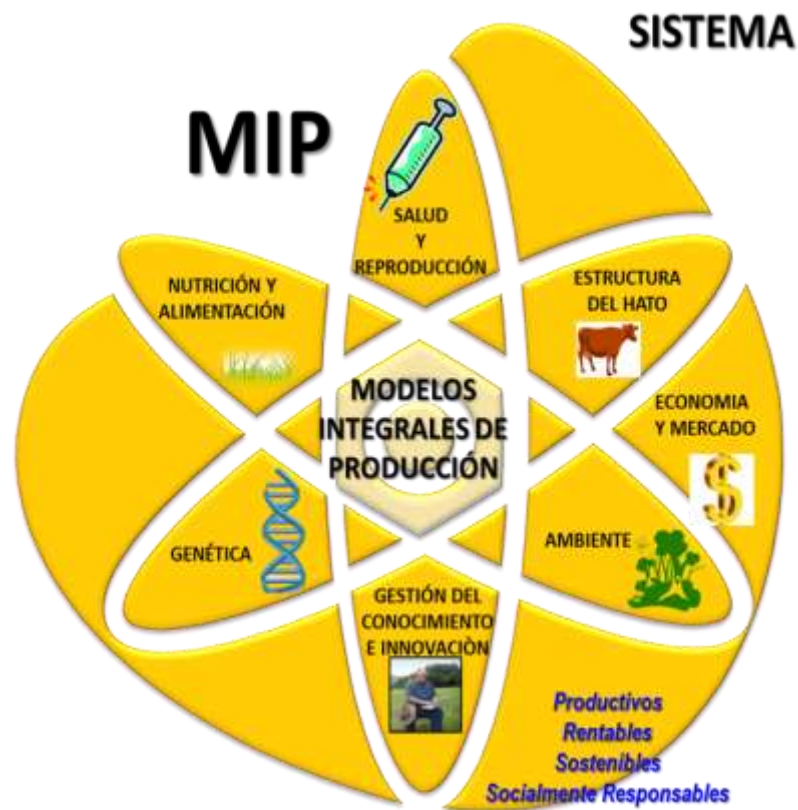 SISTEMA
MIP
SALUD
Y
REPRODUCCIÓN
NUTRICIÓN Y
ALIMENTACIÓN
ESTRUCTURA
DEL HATO
MODELOS
INTEGRALES DE
PRODUCCIÓN
ECONOMIA
Y MERCADO
GENÉTICA
AMBIENTE
GESTIÓN DEL
CONOCIMIENTO
E INNOVACIÒN
Productivos
Rentables
Sostenibles
Socialmente Responsables